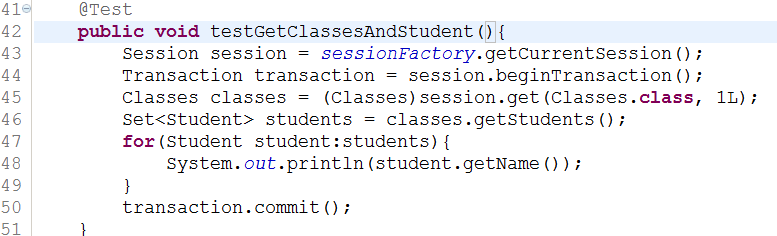 41 @Test
42 public void testGetClassesAndStudent(){
43 Session session = sessionFactory.getCurrentSession();
44 Transaction transaction = session.beginTransaction();
45 Classes classes = (Classes)session.get(Classes.class, 1L);
46 Set<Student> students = classes.getStudents();
47 for(Student student:students){
48 System.out.println(student.getName());
49 }
50 transaction.commit();
51 }